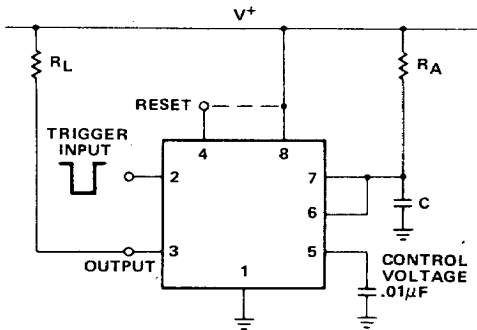 V+
RL
RA
RESET
TRIGGER
INPUT
4
8
2
7
C
6
3
5
OUTPUT
1
CONTROL
VOLTAGE
.01µF